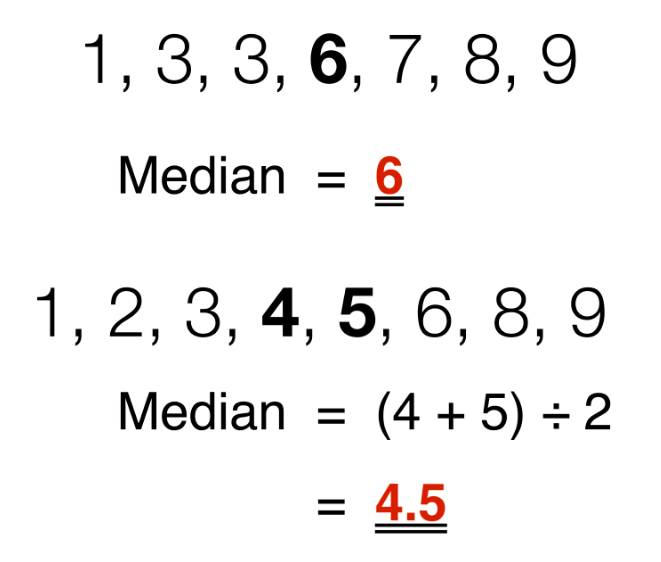 1, 3, 3, 6, 7, 8, 9
Median = 6
1, 2, 3, 4, 5, 6, 8, 9
Median = (4 + 5) ÷ 2
= 4.5